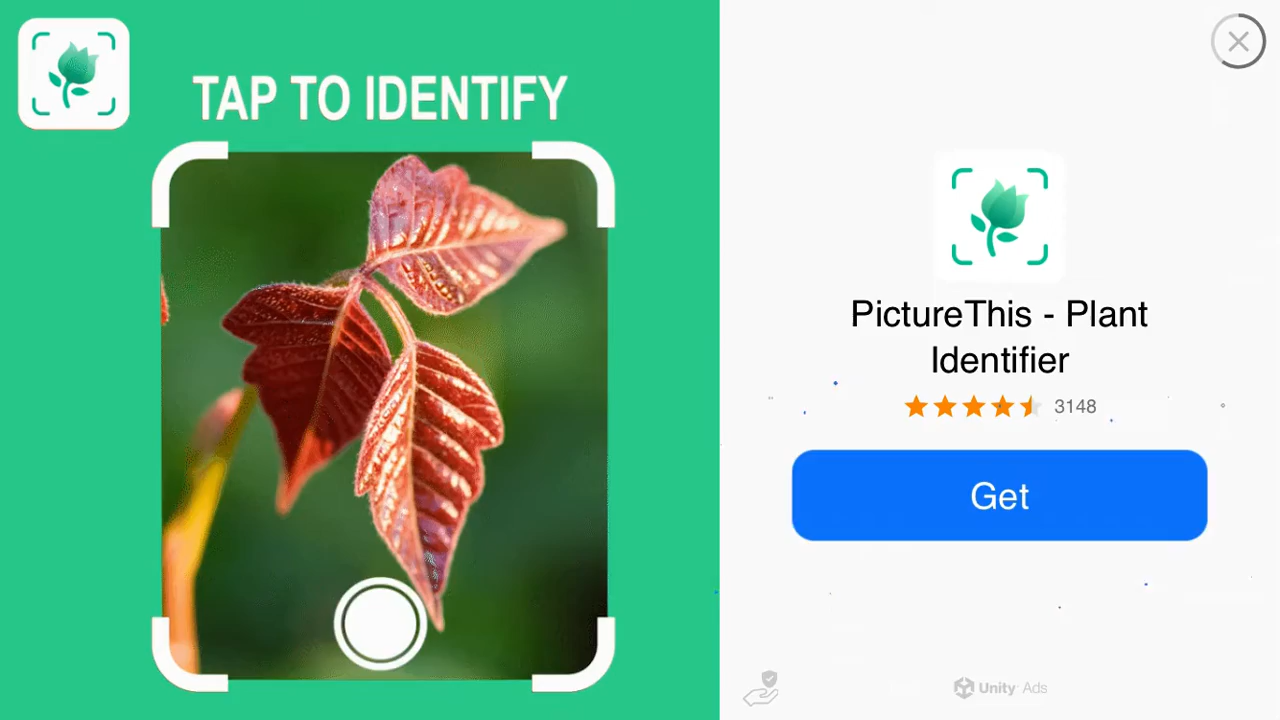 TAP TO IDENTIFY
PictureThis - Plant
Identifier
3148
Get
Unity Ads